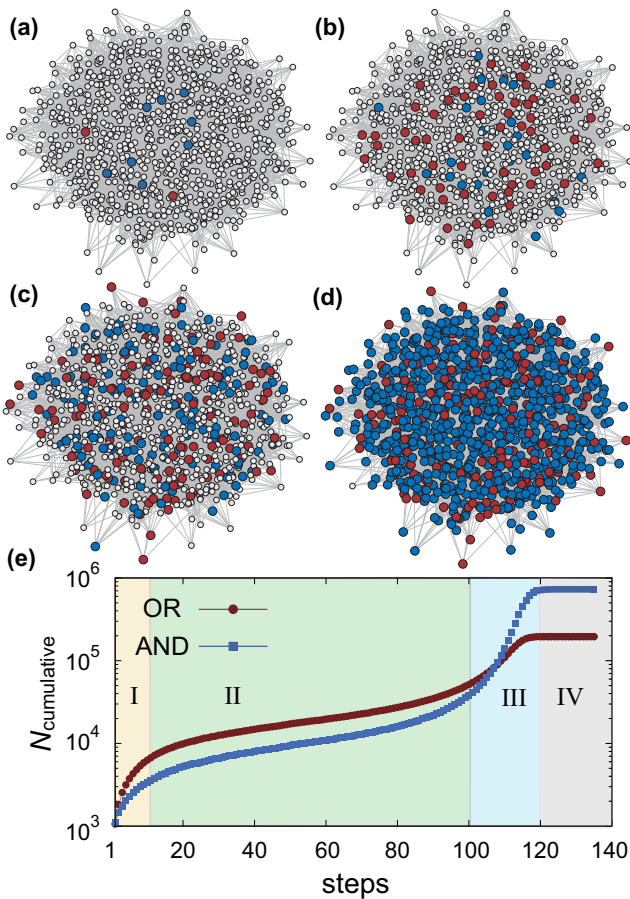 (a)
(b)
(c)
(d)
(e)
10^6
10^5
10^4
10^3
N_cumulative
OR
AND
I
II
III
IV
1 20 40 60 80 100 120 140
steps